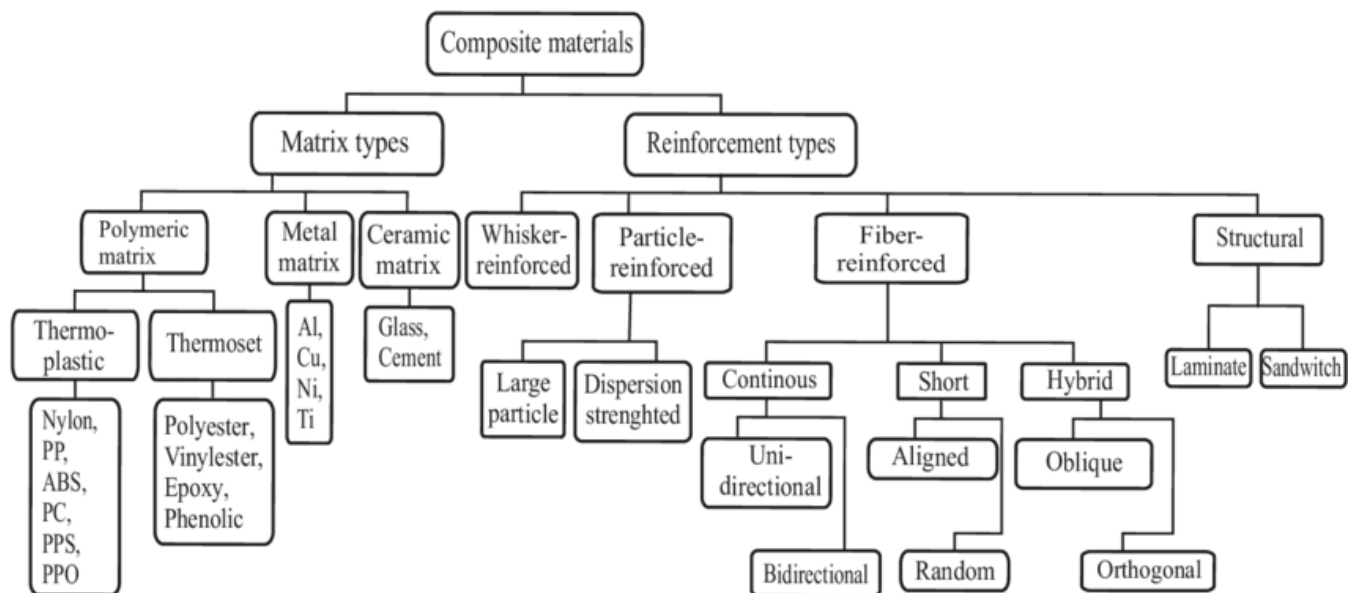 Composite materials
Matrix types
Reinforcement types
Polymeric
matrix
Metal
matrix
Ceramic
matrix
Whisker-
reinforced
Particle-
reinforced
Fiber-
reinforced
Structural
Thermo-
plastic
Thermoset
Al,
Cu,
Ni,
Ti
Glass,
Cement
Large
particle
Dispersion
strenghted
Continous
Short
Hybrid
Laminate
Sandwitch
Nylon,
PP,
ABS,
PC,
PPS,
PPO
Polyester,
Vinylester,
Epoxy,
Phenolic
Uni-
directional
Aligned
Oblique
Bidirectional
Random
Orthogonal